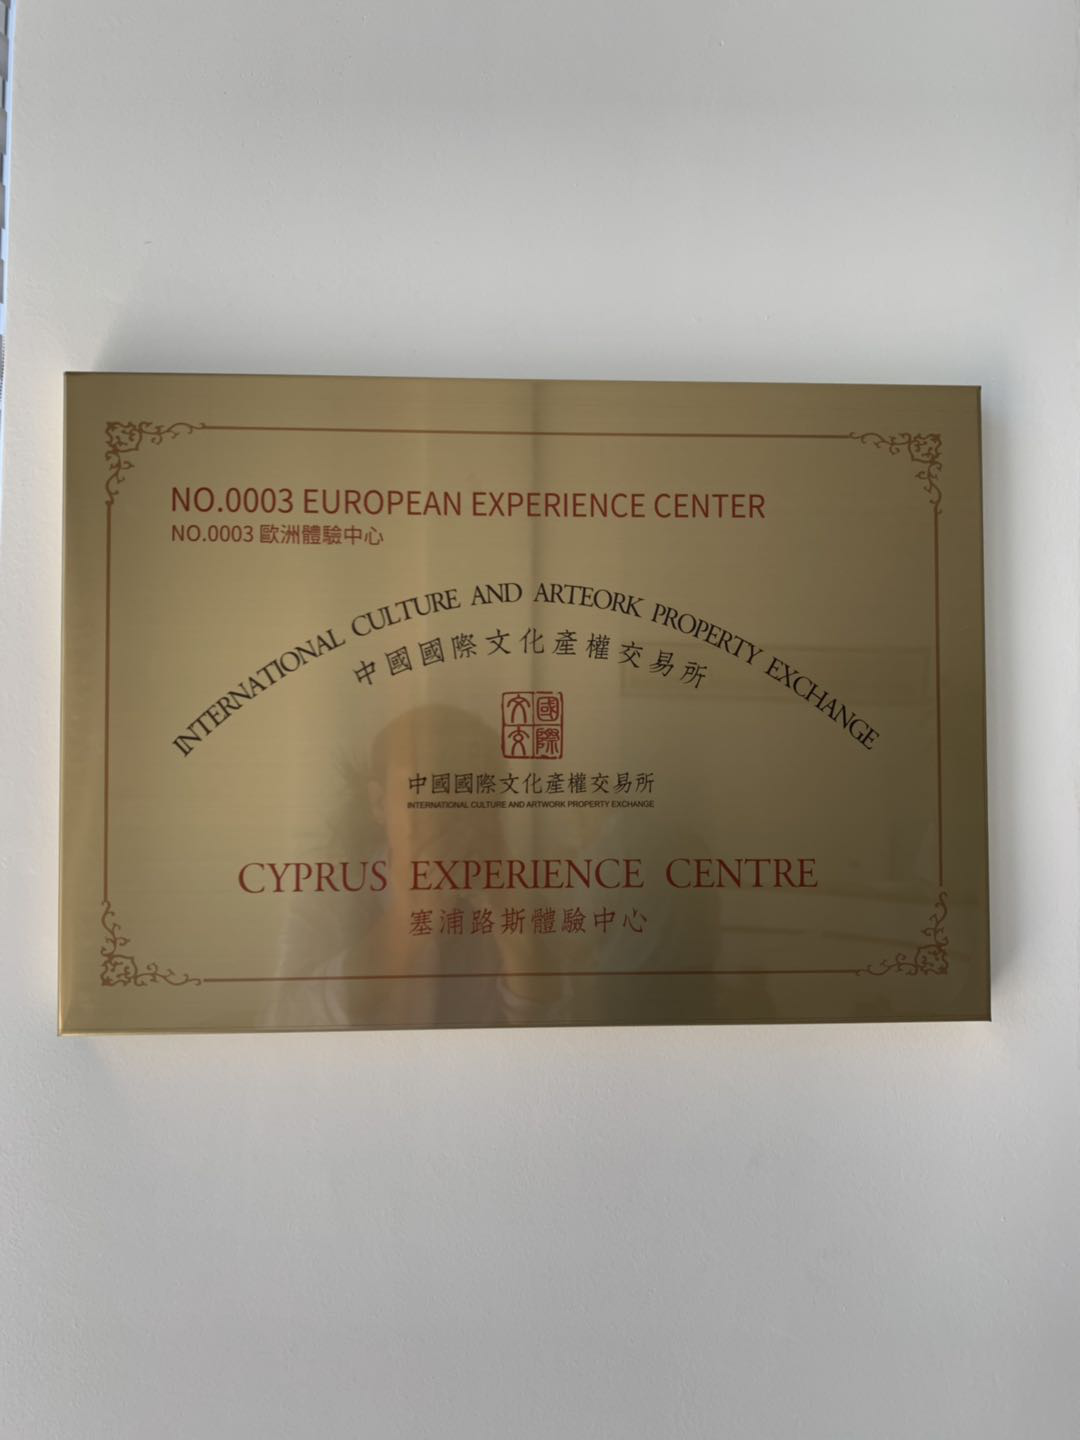 NO.0003 EUROPEAN EXPERIENCE CENTER
NO.0003 歐洲體驗中心
INTERNATIONAL CULTURE AND ARTEORK PROPERTY EXCHANGE
中國國際文化產權交易所
國際文交
中國國際文化產權交易所
INTERNATIONAL CULTURE AND ARTWORK PROPERTY EXCHANGE
CYPRUS EXPERIENCE CENTRE
塞浦路斯體驗中心